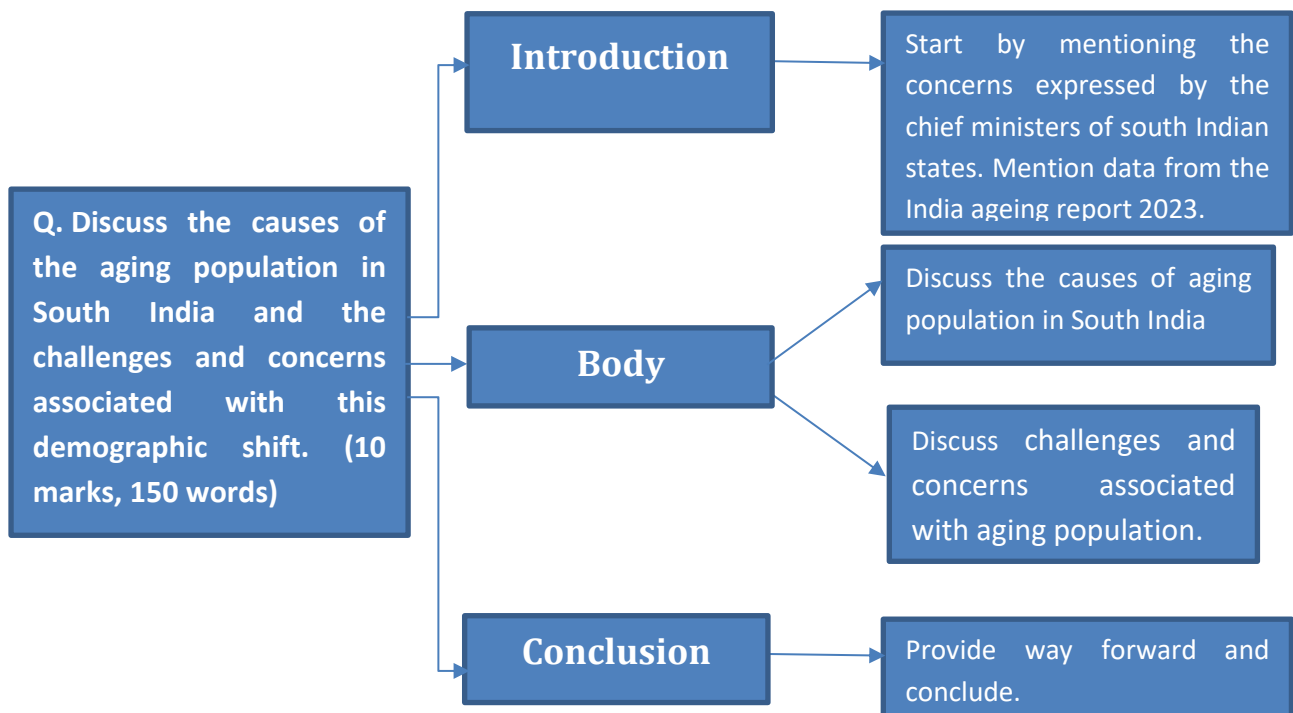 Q. Discuss the causes of
the aging population in
South India and the
challenges and concerns
associated with this
demographic shift. (10
marks, 150 words)
Introduction
Start by mentioning the
concerns expressed by the
chief ministers of south Indian
states. Mention data from the
India ageing report 2023.
Body
Discuss the causes of aging
population in South India
Discuss challenges and
concerns associated
with aging population.
Conclusion
Provide way forward and
conclude.